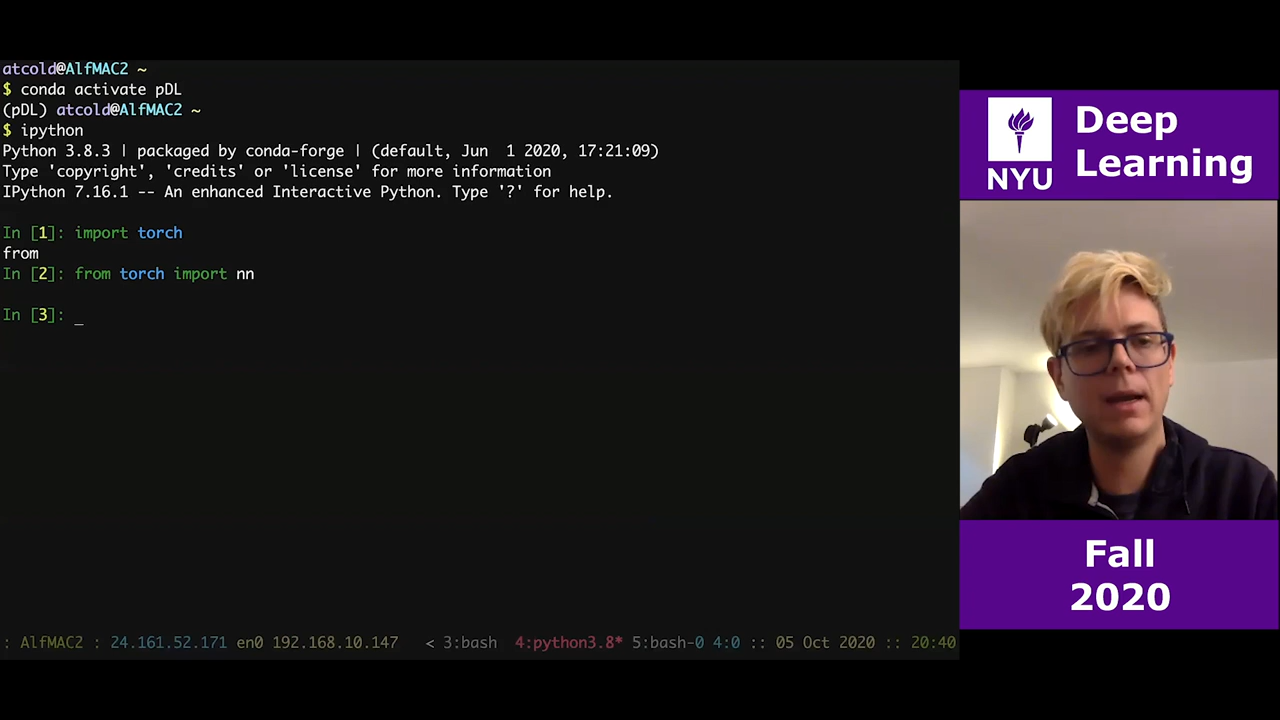 atcold@AlfMAC2 ~
$ conda activate pDL
(pDL) atcold@AlfMAC2 ~
$ ipython
Python 3.8.3 | packaged by conda-forge | (default, Jun  1 2020, 17:21:09)
Type 'copyright', 'credits' or 'license' for more information
IPython 7.16.1 -- An enhanced Interactive Python. Type '?' for help.
In [1]: import torch
from
In [2]: from torch import nn
In [3]: _
: AlfMAC2 : 24.161.52.171 en0 192.168.10.147   < 3:bash  4:python3.8* 5:bash-0 4:0 :: 05 Oct 2020 :: 20:40
NYU
Deep
Learning
Fall
2020